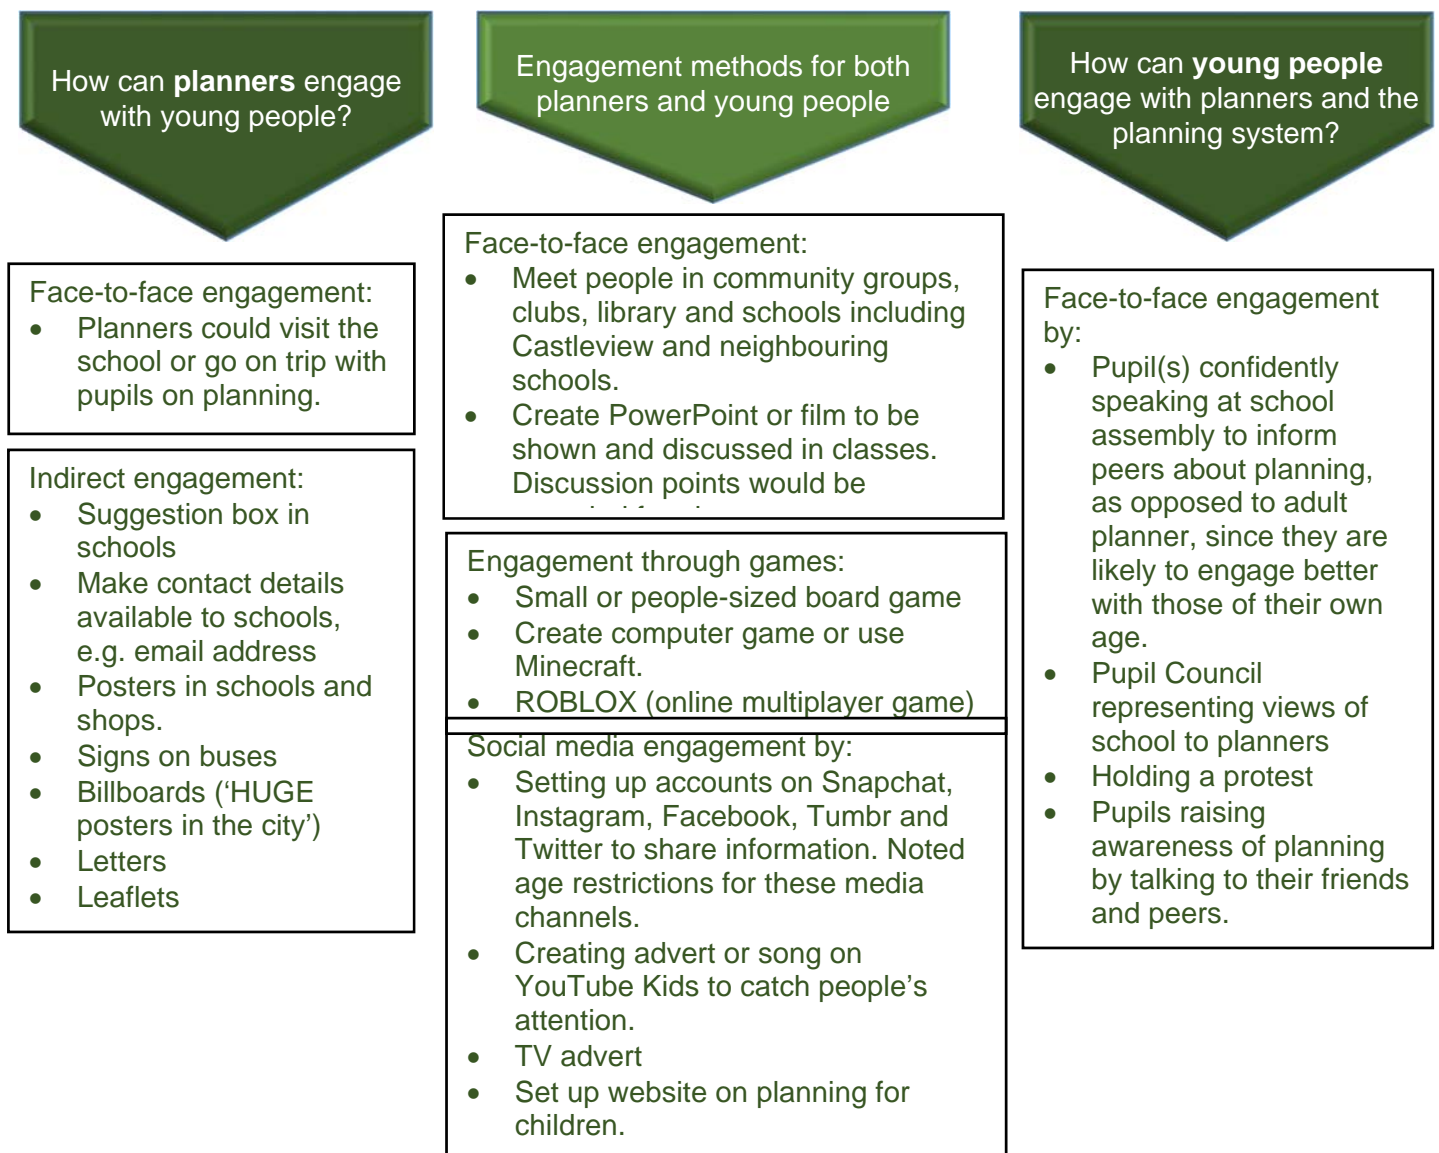 How can planners engage
with young people?
Face-to-face engagement:
• Planners could visit the
school or go on trip with
pupils on planning.
Indirect engagement:
• Suggestion box in
schools
• Make contact details
available to schools,
e.g. email address
• Posters in schools and
shops.
• Signs on buses
• Billboards (‘HUGE
posters in the city’)
• Letters
• Leaflets
Engagement methods for both
planners and young people
Face-to-face engagement:
• Meet people in community groups,
clubs, library and schools including
Castleview and neighbouring
schools.
• Create PowerPoint or film to be
shown and discussed in classes.
Discussion points would be
Engagement through games:
• Small or people-sized board game
• Create computer game or use
Minecraft.
• ROBLOX (online multiplayer game)
Social media engagement by:
• Setting up accounts on Snapchat,
Instagram, Facebook, Tumbr and
Twitter to share information. Noted
age restrictions for these media
channels.
• Creating advert or song on
YouTube Kids to catch people’s
attention.
• TV advert
• Set up website on planning for
children.
How can young people
engage with planners and the
planning system?
Face-to-face engagement
by:
• Pupil(s) confidently
speaking at school
assembly to inform
peers about planning,
as opposed to adult
planner, since they are
likely to engage better
with those of their own
age.
• Pupil Council
representing views of
school to planners
• Holding a protest
• Pupils raising
awareness of planning
by talking to their friends
and peers.